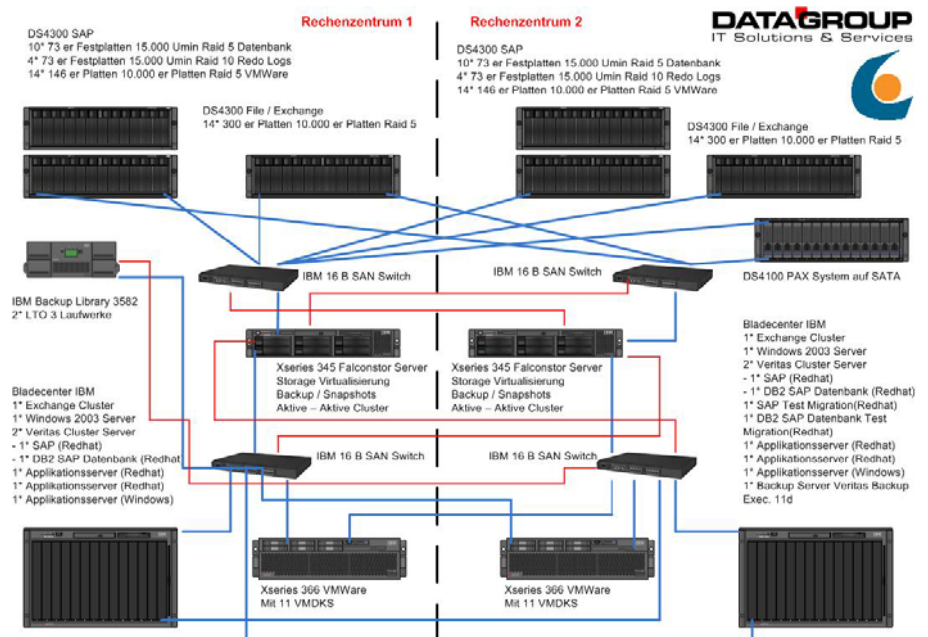 Rechenzentrum 1
Rechenzentrum 2
DATAGROUP
IT Solutions & Services
DS4300 SAP
10* 73 er Festplatten 15.000 Umin Raid 5 Datenbank
4* 73 er Festplatten 15.000 Umin Raid 10 Redo Logs
14* 146 er Platten 10.000 er Platten Raid 5 VMWare
DS4300 SAP
10* 73 er Festplatten 15.000 Umin Raid 5 Datenbank
4* 73 er Festplatten 15.000 Umin Raid 10 Redo Logs
14* 146 er Platten 10.000 er Platten Raid 5 VMWare
DS4300 File / Exchange
14* 300 er Platten 10.000 er Platten Raid 5
DS4300 File / Exchange
14* 300 er Platten 10.000 er Platten Raid 5
IBM 16 B SAN Switch
IBM 16 B SAN Switch
DS4100 PAX System auf SATA
IBM Backup Library 3582
2* LTO 3 Laufwerke
Xseries 345 Falconstor Server
Storage Virtualisierung
Backup / Snapshots
Aktive – Aktive Cluster
Xseries 345 Falconstor Server
Storage Virtualisierung
Backup / Snapshots
Aktive – Aktive Cluster
Bladecenter IBM
1* Exchange Cluster
1* Windows 2003 Server
2* Veritas Cluster Server
- 1* SAP (Redhat)
- 1* DB2 SAP Datenbank (Redhat)
1* SAP Test Migration(Redhat)
1* DB2 SAP Datenbank Test
Migration(Redhat)
1* Applikationsserver (Redhat)
1* Applikationsserver (Redhat)
1* Applikationsserver (Windows)
1* Backup Server Veritas Backup
Exec. 11d
Bladecenter IBM
1* Exchange Cluster
1* Windows 2003 Server
2* Veritas Cluster Server
- 1* SAP (Redhat)
- 1* DB2 SAP Datenbank (Redhat
1* Applikationsserver (Redhat)
1* Applikationsserver (Redhat)
1* Applikationsserver (Windows)
IBM 16 B SAN Switch
IBM 16 B SAN Switch
Xseries 366 VMWare
Mit 11 VMDKS
Xseries 366 VMWare
Mit 11 VMDKS